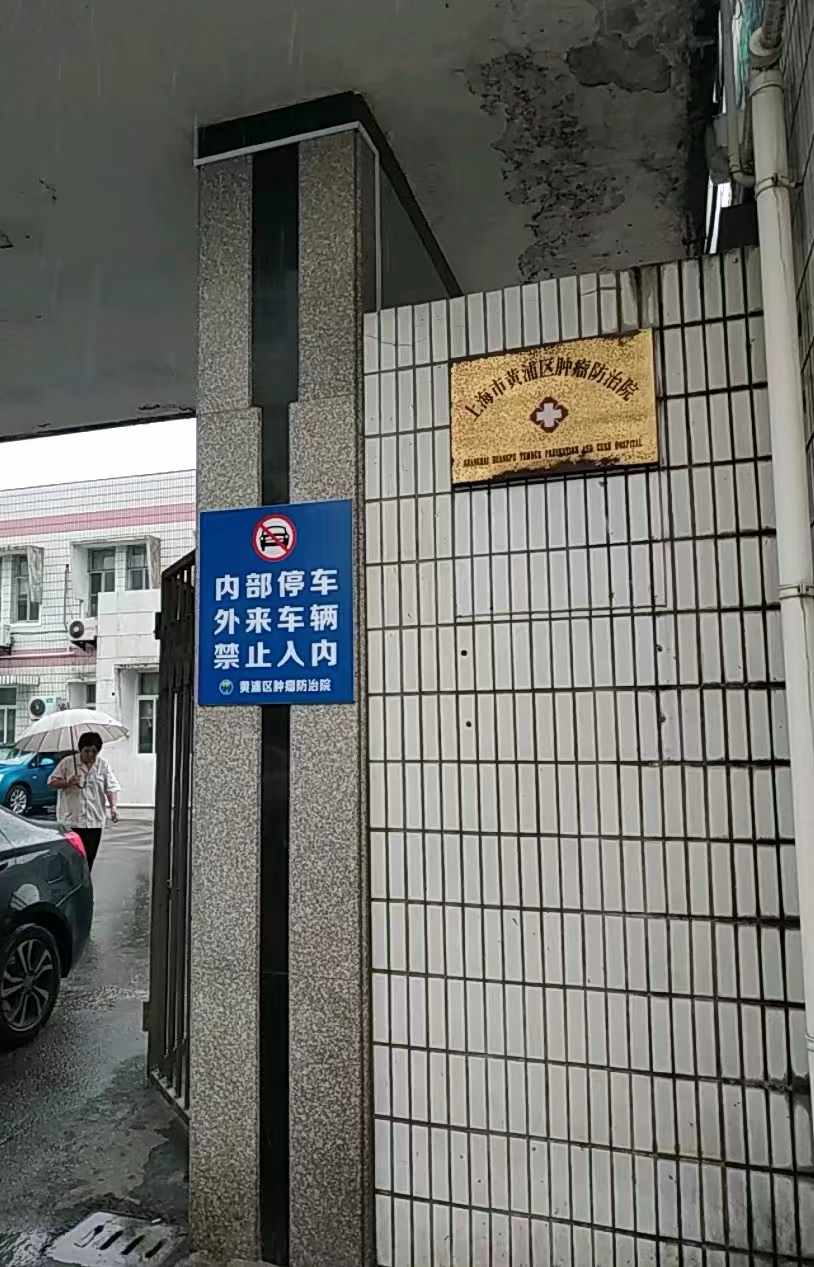 上海市黄浦区肿瘤防治院
SHANGHAI HUANGPU TUMOUR PREVENTION AND CURE HOSPITAL
内部停车
外来车辆
禁止入内
黄浦区肿瘤防治院